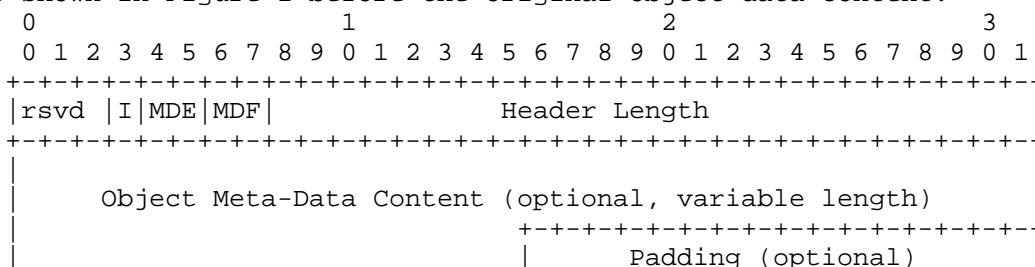 shown in Figure 1 before the original object data content.
0                   1                   2                   3
0 1 2 3 4 5 6 7 8 9 0 1 2 3 4 5 6 7 8 9 0 1 2 3 4 5 6 7 8 9 0 1
+-+-+-+-+-+-+-+-+-+-+-+-+-+-+-+-+-+-+-+-+-+-+-+-+-+-+-+-+-+-+-+--
|rsvd |I|MDE|MDF|              Header Length
+-+-+-+-+-+-+-+-+-+-+-+-+-+-+-+-+-+-+-+-+-+-+-+-+-+-+-+-+-+-+-+--
|
|     Object Meta-Data Content (optional, variable length)
|                               +-+-+-+-+-+-+-+-+-+-+-+-+-+-+-+--
|                               |      Padding (optional)